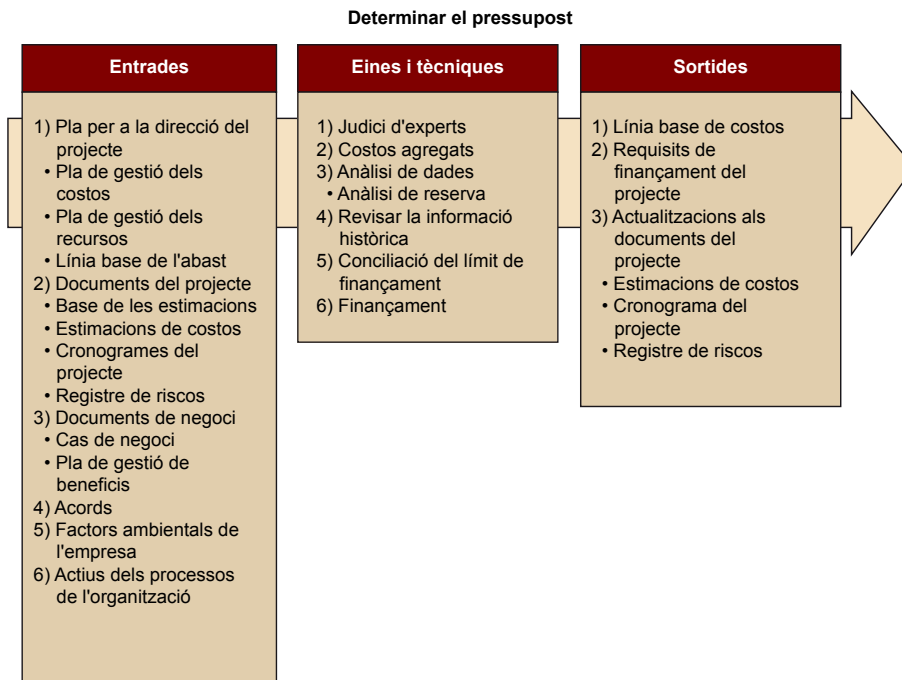 Determinar el pressupost
Entrades
1) Pla per a la direcció del
projecte
• Pla de gestió dels
costos
• Pla de gestió dels
recursos
• Línia base de l'abast
2) Documents del projecte
• Base de les estimacions
• Estimacions de costos
• Cronogrames del
projecte
• Registre de riscos
3) Documents de negoci
• Cas de negoci
• Pla de gestió de
beneficis
4) Acords
5) Factors ambientals de
l'empresa
6) Actius dels processos
de l'organització
Eines i tècniques
1) Judici d'experts
2) Costos agregats
3) Anàlisi de dades
• Anàlisi de reserva
4) Revisar la informació
històrica
5) Conciliació del límit de
finançament
6) Finançament
Sortides
1) Línia base de costos
2) Requisits de
finançament del
projecte
3) Actualitzacions als
documents del
projecte
• Estimacions de costos
• Cronograma del
projecte
• Registre de riscos